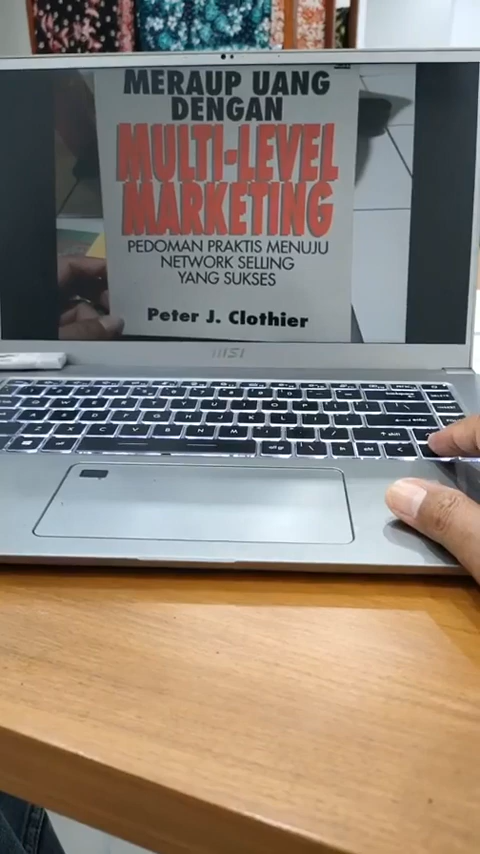 MERAUP UANG
DENGAN
MULTI-LEVEL
MARKETING
PEDOMAN PRAKTIS MENUJU
NETWORK SELLING
YANG SUKSES
Peter J. Clothier
msi